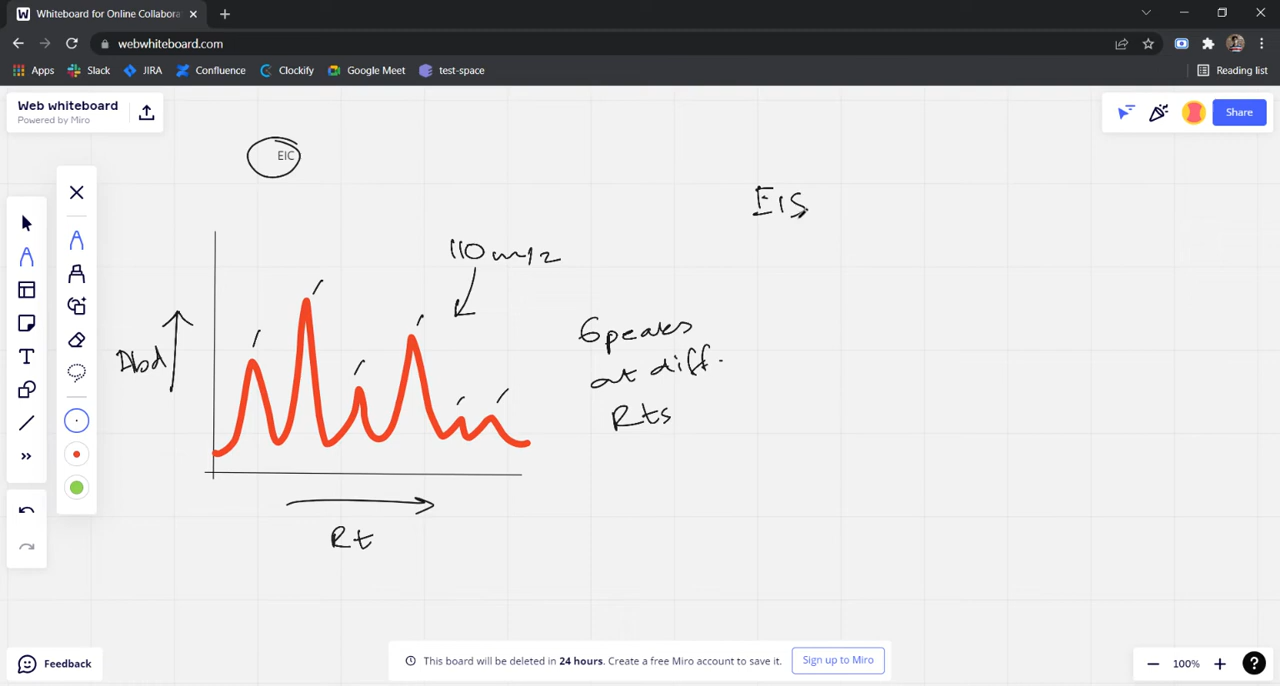 Whiteboard for Online Collabora
webwhiteboard.com
Apps Slack JIRA Confluence Clockify Google Meet test-space Reading list
Web whiteboard
Powered by Miro
Share
EIC
EIS
110 m/z
6 peaks
at diff.
Rts
Abd
Rt
Feedback
This board will be deleted in 24 hours. Create a free Miro account to save it. Sign up to Miro
100%